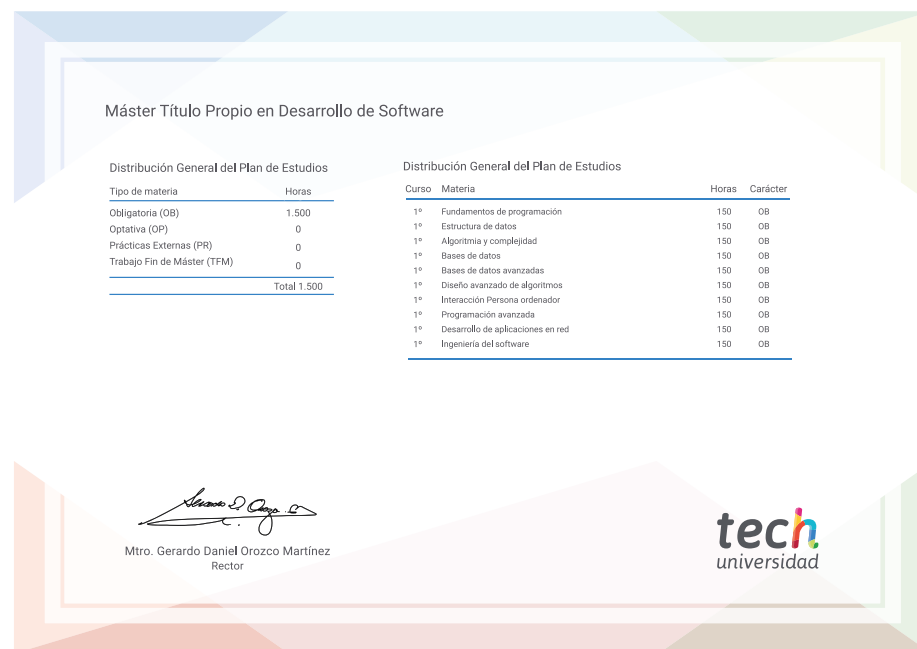 Máster Título Propio en Desarrollo de Software
Distribución General del Plan de Estudios
Tipo de materia Horas
Obligatoria (OB) 1.500
Optativa (OP) 0
Prácticas Externas (PR) 0
Trabajo Fin de Máster (TFM) 0
Total 1.500
Distribución General del Plan de Estudios
Curso Materia Horas Carácter
1º Fundamentos de programación 150 OB
1º Estructura de datos 150 OB
1º Algoritmia y complejidad 150 OB
1º Bases de datos 150 OB
1º Bases de datos avanzadas 150 OB
1º Diseño avanzado de algoritmos 150 OB
1º Interacción Persona ordenador 150 OB
1º Programación avanzada 150 OB
1º Desarrollo de aplicaciones en red 150 OB
1º Ingeniería del software 150 OB
Mtro. Gerardo Daniel Orozco Martínez
Rector
tech
universidad